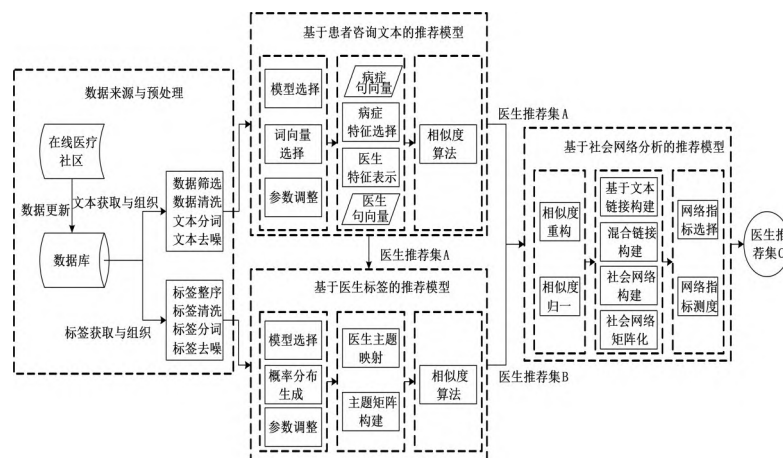 数据来源与预处理
在线医疗
社区
数据更新
文本获取与组织
数据库
标签获取与组织
数据筛选
数据清洗
文本分词
文本去噪
标签整序
标签清洗
标签分词
标签去噪
基于患者咨询文本的推荐模型
模型选择
词向量
选择
参数调整
病症
句向量
病症
特征选择
医生
特征表示
医生
句向量
相似度
算法
医生推荐集A
医生推荐集A
基于医生标签的推荐模型
模型选择
概率分布
生成
参数调整
医生主题
映射
主题矩阵
构建
相似度
算法
医生推荐集B
基于社会网络分析的推荐模型
相似度
重构
相似度
归一
基于文本
链接构建
混合链接
构建
社会网络
构建
社会网络
矩阵化
网络指
标选择
网络指
标测度
医生推
荐集C